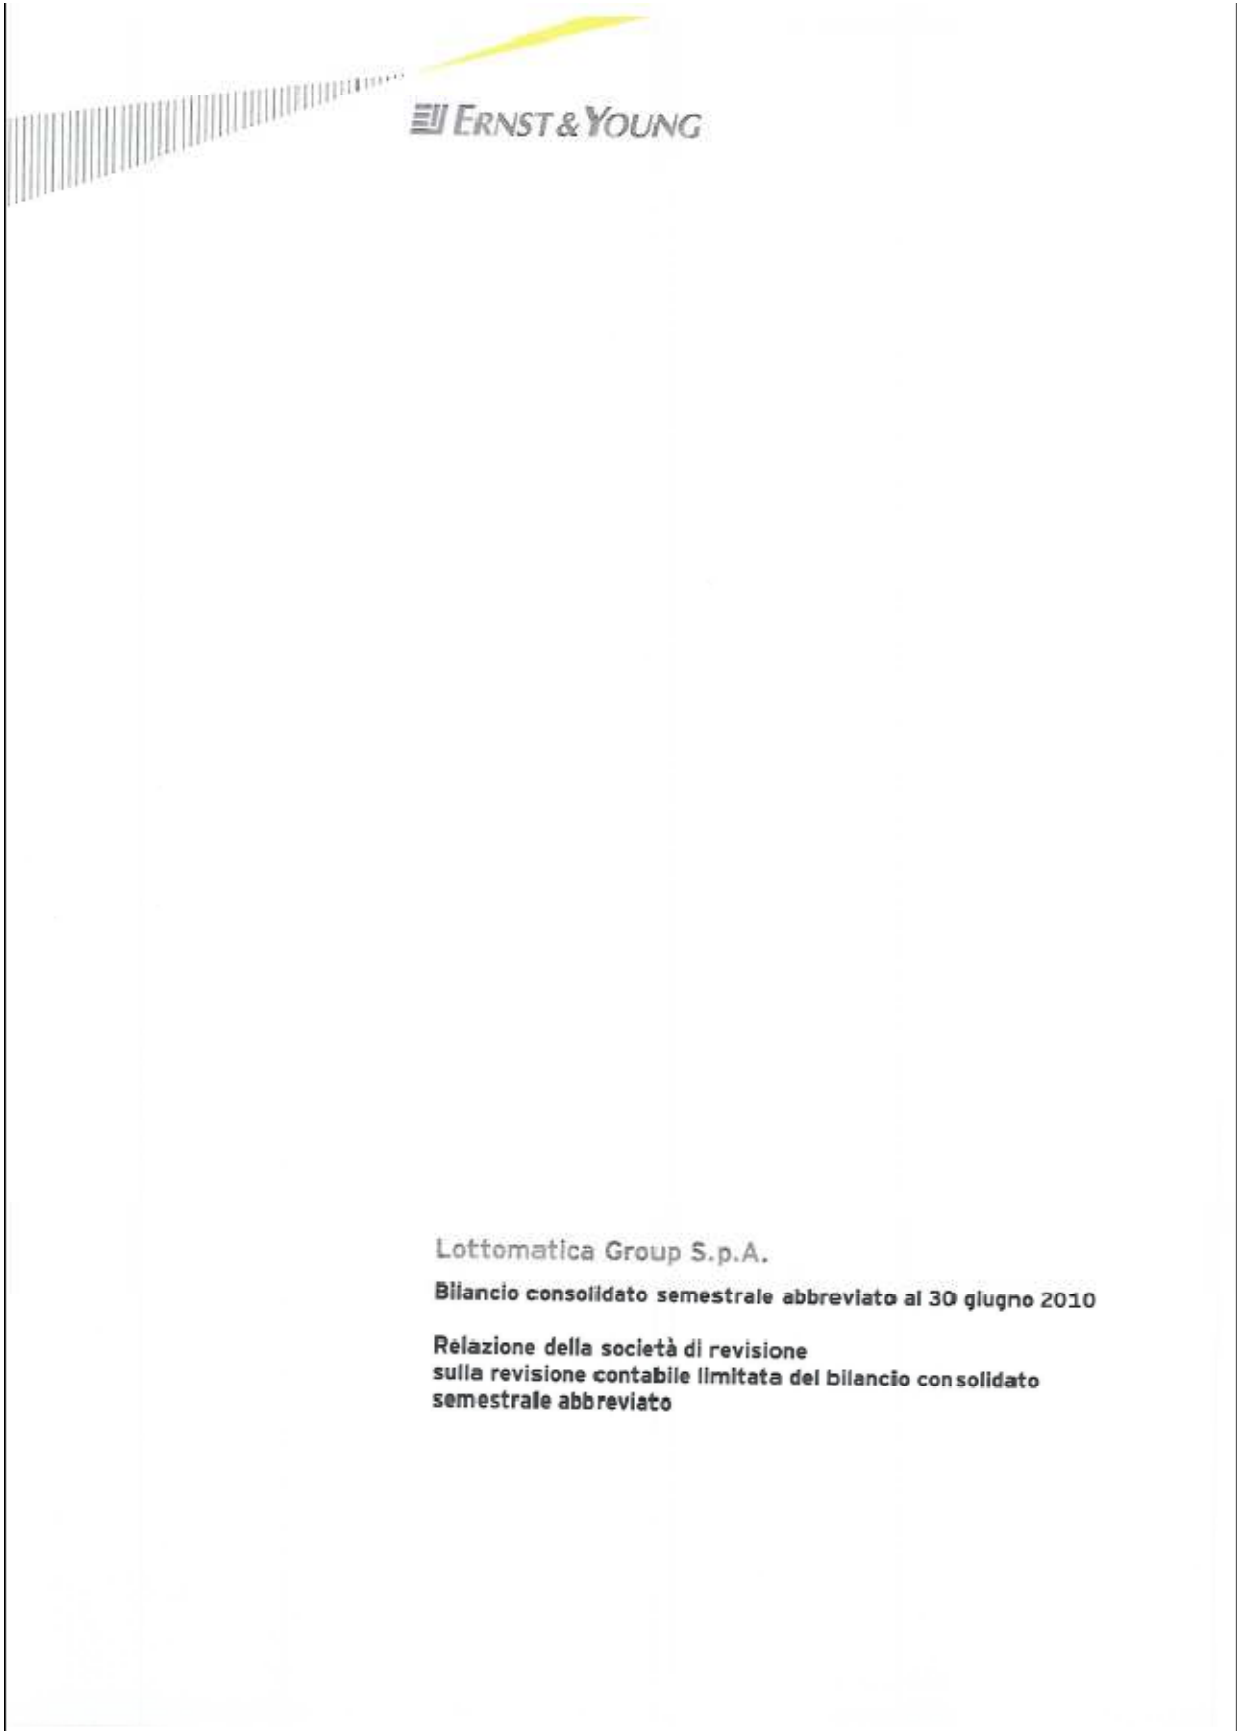 ERNST & YOUNG
Lottomatica Group S.p.A.
Bilancio consolidato semestrale abbreviato al 30 giugno 2010
Relazione della società di revisione
sulla revisione contabile limitata del bilancio consolidato
semestrale abbreviato